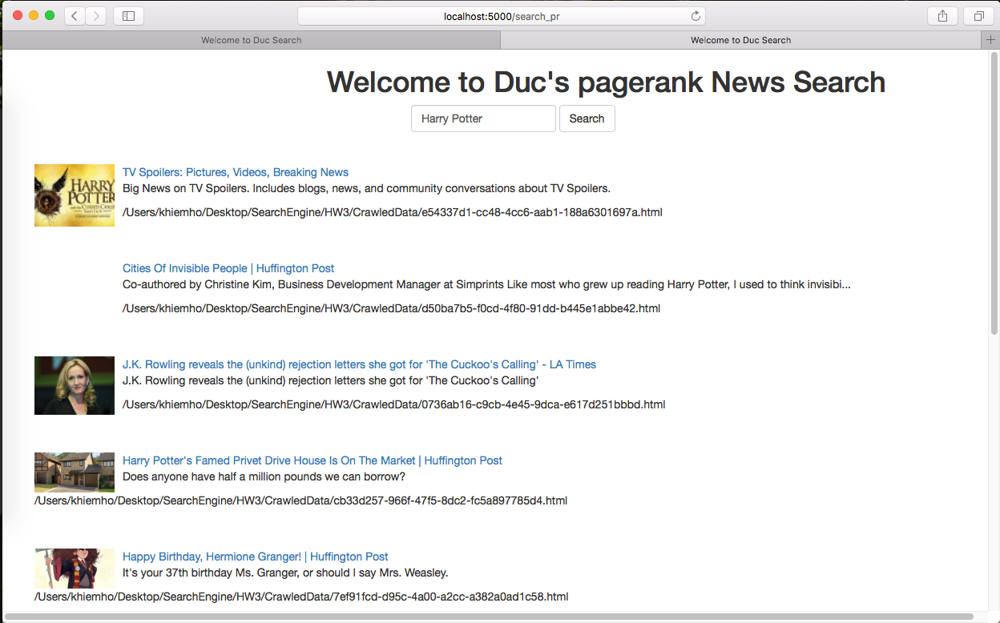 localhost:5000/search_pr
Welcome to Duc Search
Welcome to Duc Search
Welcome to Duc's pagerank News Search
Harry Potter
Search
HARRY
POTTER
TV Spoilers: Pictures, Videos, Breaking News
Big News on TV Spoilers. Includes blogs, news, and community conversations about TV Spoilers.
/Users/khiemho/Desktop/SearchEngine/HW3/CrawledData/e54337d1-cc48-4cc6-aab1-188a6301697a.html
Cities Of Invisible People | Huffington Post
Co-authored by Christine Kim, Business Development Manager at Simprints Like most who grew up reading Harry Potter, I used to think invisibi...
/Users/khiemho/Desktop/SearchEngine/HW3/CrawledData/d50ba7b5-f0cd-4f80-91dd-b445e1abbe42.html
J.K. Rowling reveals the (unkind) rejection letters she got for 'The Cuckoo's Calling' - LA Times
J.K. Rowling reveals the (unkind) rejection letters she got for 'The Cuckoo's Calling'
/Users/khiemho/Desktop/SearchEngine/HW3/CrawledData/0736ab16-c9cb-4e45-9dca-e617d251bbbd.html
Harry Potter's Famed Privet Drive House Is On The Market | Huffington Post
Does anyone have half a million pounds we can borrow?
/Users/khiemho/Desktop/SearchEngine/HW3/CrawledData/cb33d257-966f-47f5-8dc2-fc5a897785d4.html
Happy Birthday, Hermione Granger! | Huffington Post
It's your 37th birthday Ms. Granger, or should I say Mrs. Weasley.
/Users/khiemho/Desktop/SearchEngine/HW3/CrawledData/7ef91fcd-d95c-4a00-a2cc-a382a0ad1c58.html